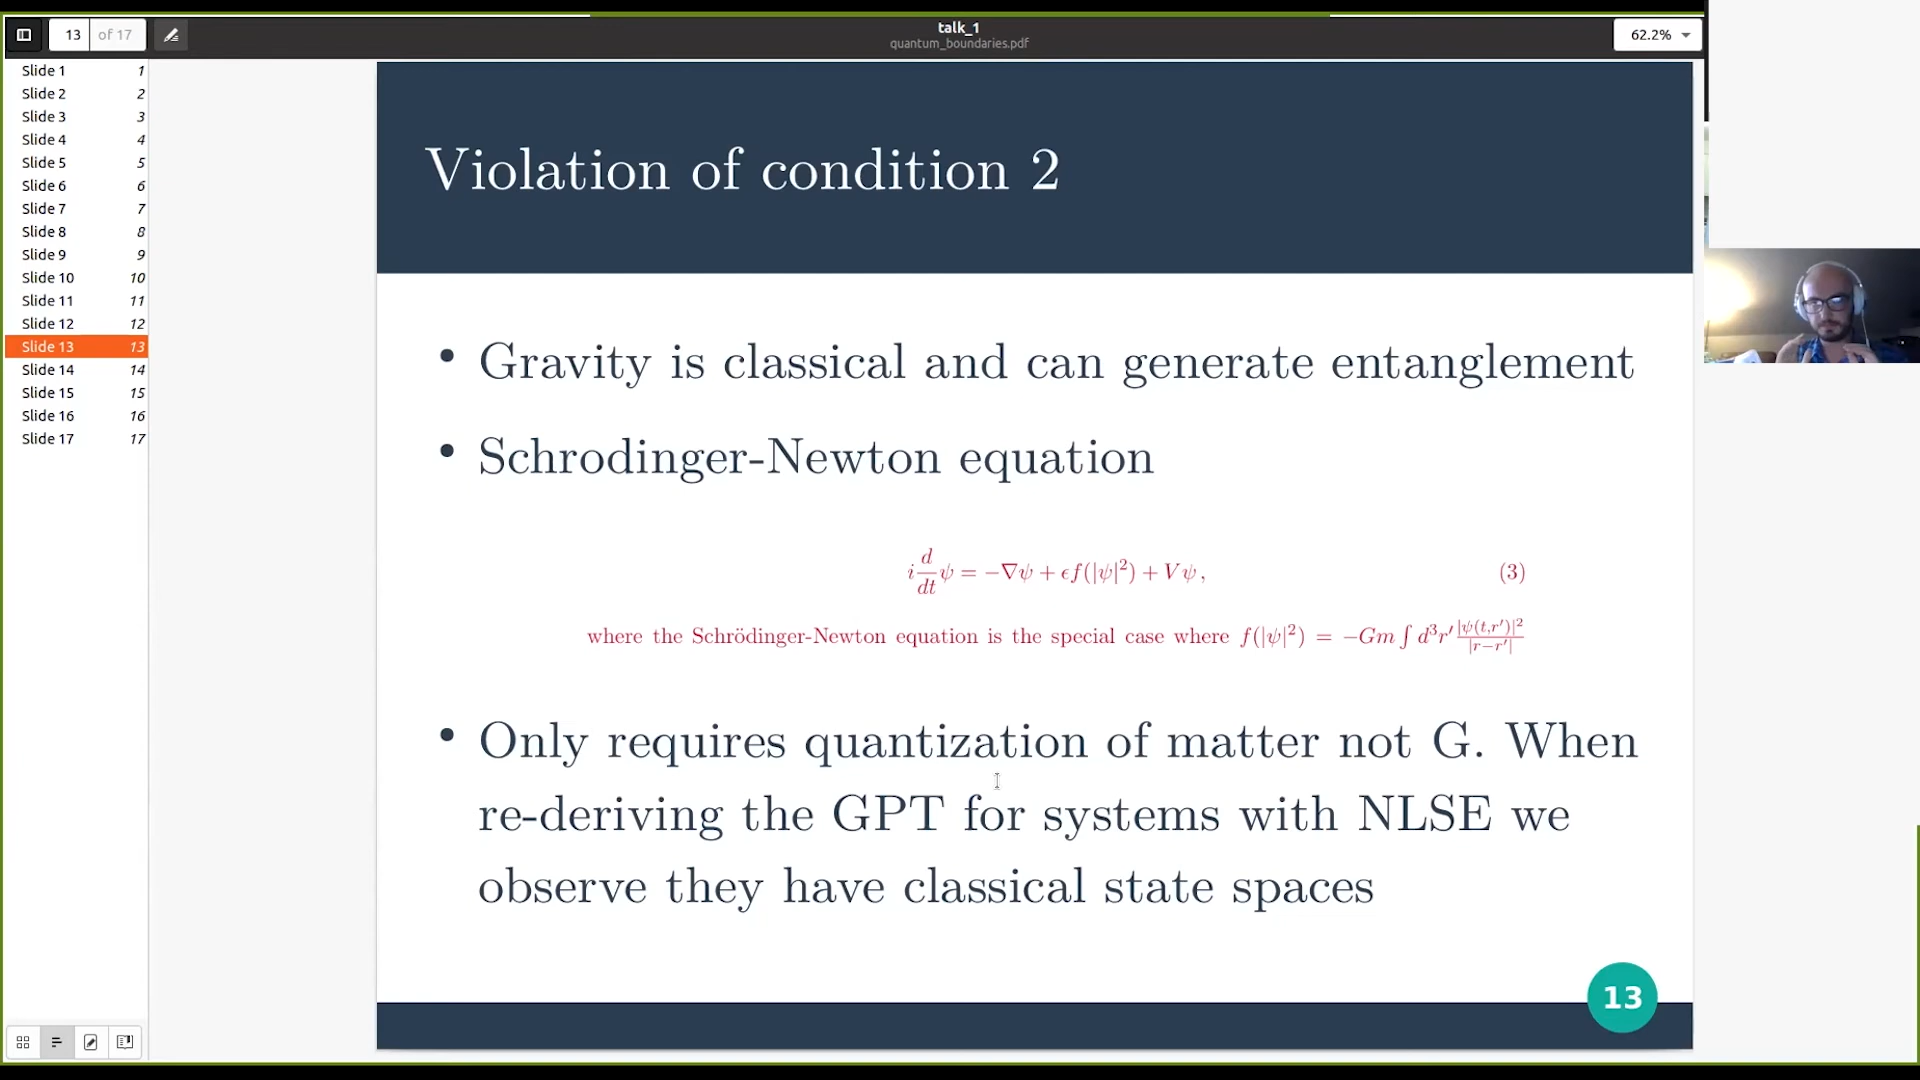 talk_1
quantum_boundaries.pdf
13 of 17
62.2%
Slide 1 1
Slide 2 2
Slide 3 3
Slide 4 4
Slide 5 5
Slide 6 6
Slide 7 7
Slide 8 8
Slide 9 9
Slide 10 10
Slide 11 11
Slide 12 12
Slide 13 13
Slide 14 14
Slide 15 15
Slide 16 16
Slide 17 17
Violation of condition 2
• Gravity is classical and can generate entanglement
• Schrodinger-Newton equation
i d/dt ψ = −∇ψ + ϵf(|ψ|²) + Vψ, (3)
where the Schrödinger-Newton equation is the special case where f(|ψ|²) = −Gm ∫ d³r′ |ψ(t,r′)|²/|r−r′|
• Only requires quantization of matter not G. When
re-deriving the GPT for systems with NLSE we
observe they have classical state spaces
13